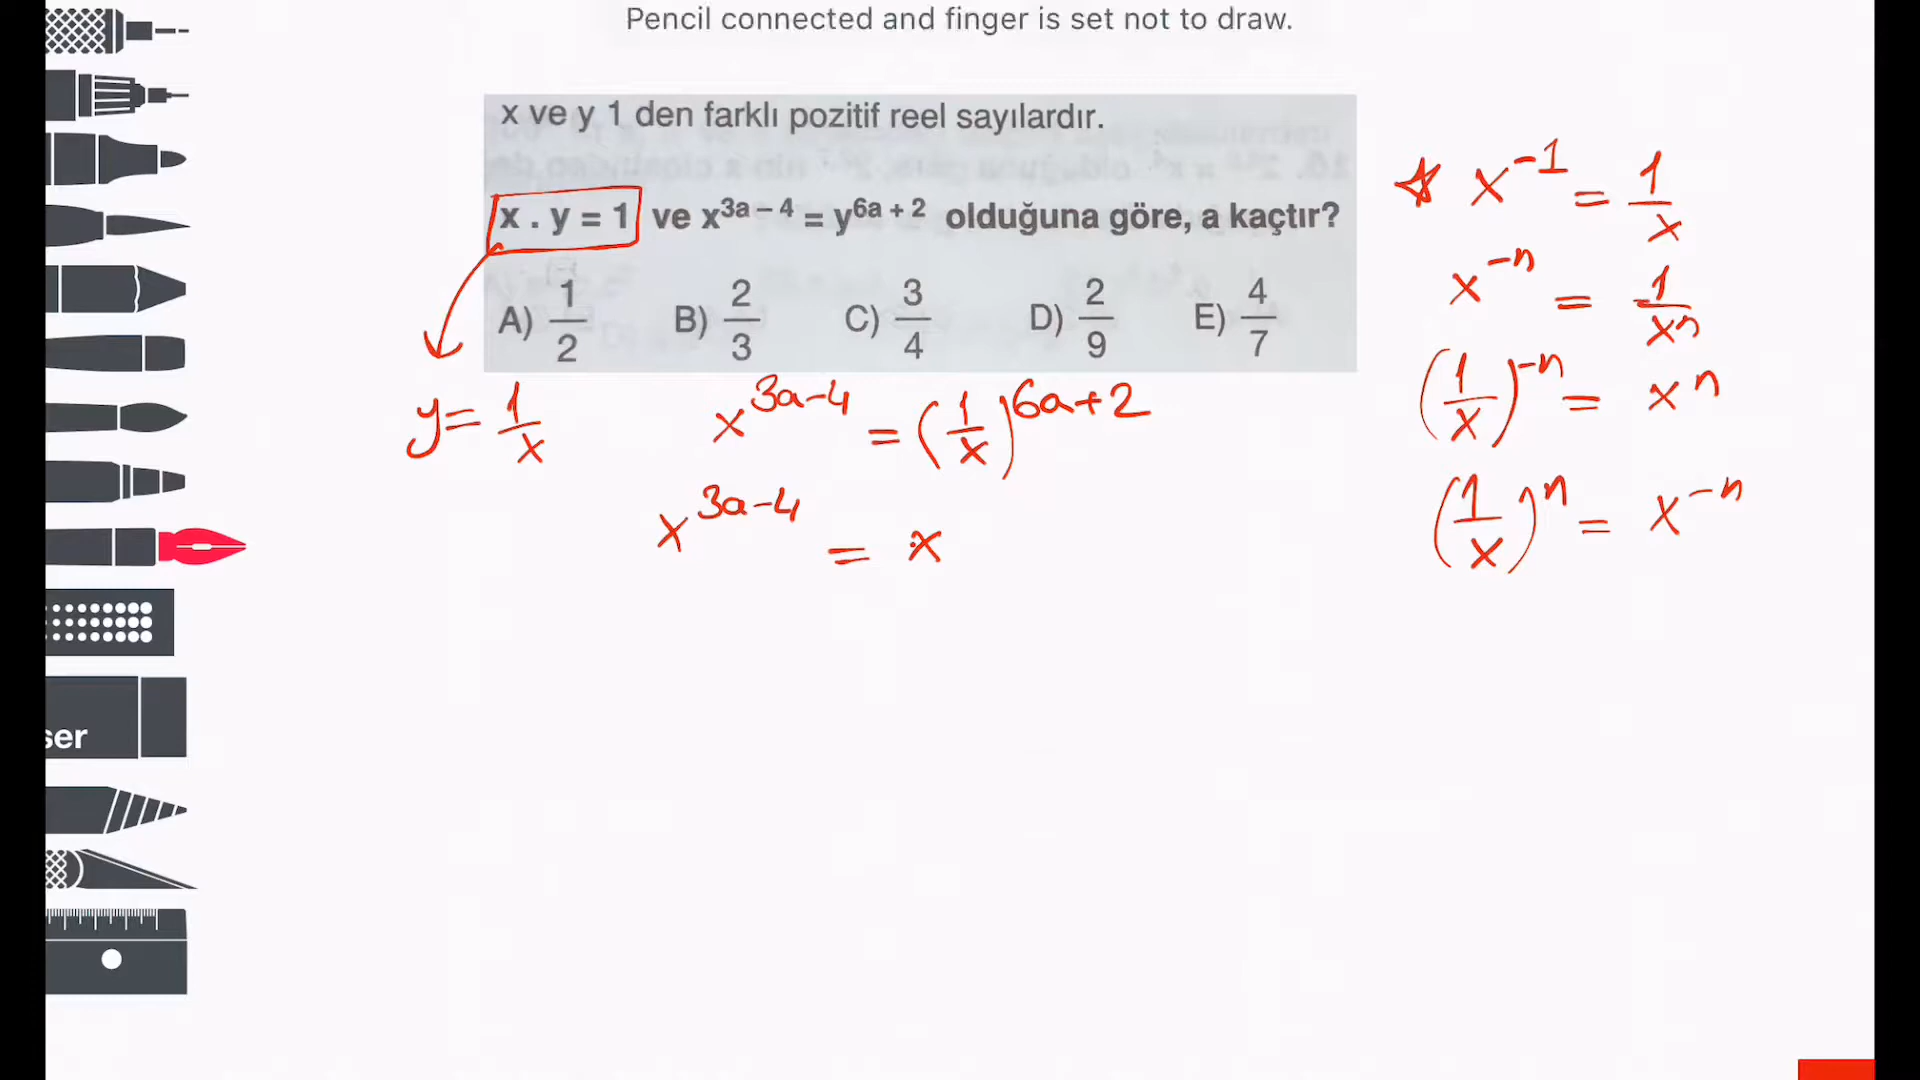 Pencil connected and finger is set not to draw.
x ve y 1 den farklı pozitif reel sayılardır.
x . y = 1 ve x^{3a – 4} = y^{6a + 2} olduğuna göre, a kaçtır?
A) 1/2 B) 2/3 C) 3/4 D) 2/9 E) 4/7
y = 1/x
x^{3a-4} = (1/x)^{6a+2}
x^{3a-4} = x
x^{-1} = 1/x
x^{-n} = 1/x^n
(1/x)^{-n} = x^n
(1/x)^n = x^{-n}
ser